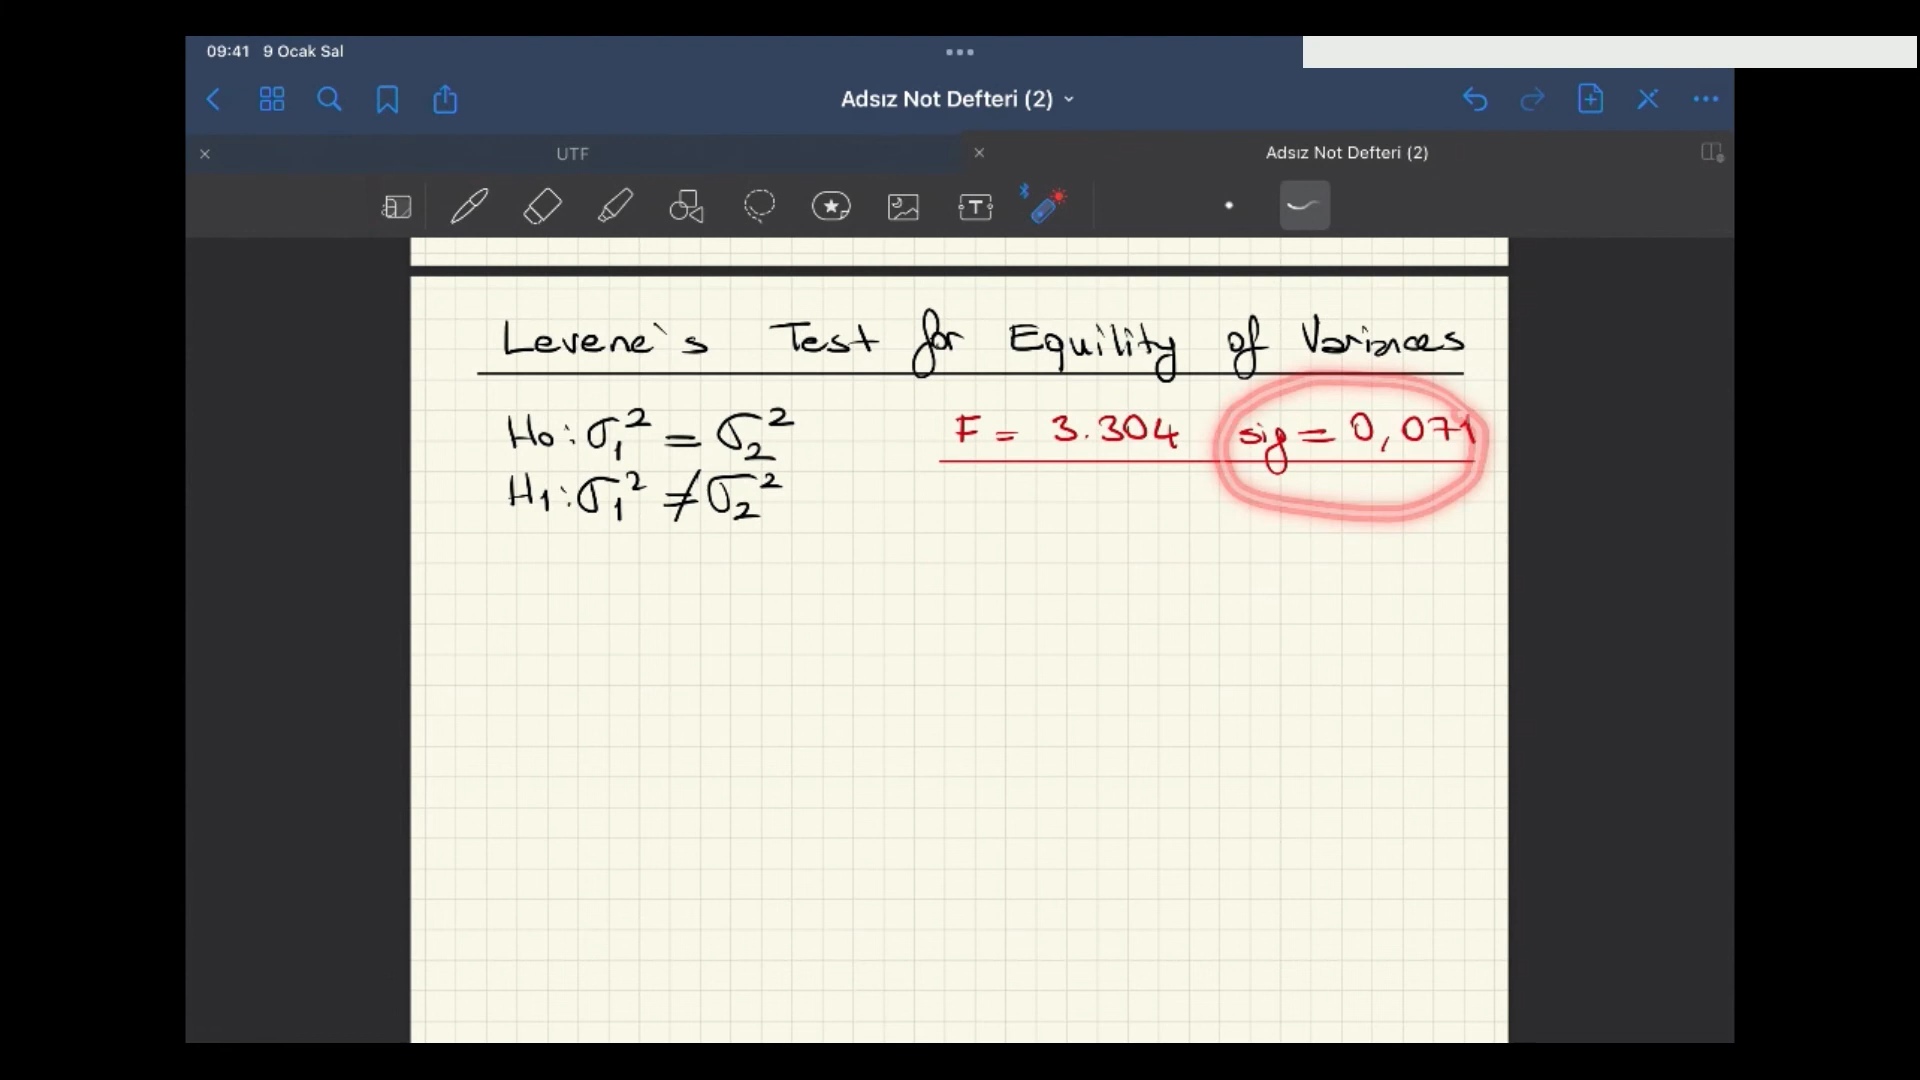 09:41 9 Ocak Sal
Adsız Not Defteri (2)
UTF
Adsız Not Defteri (2)
Levene`s Test for Equility of Variances
H₀: σ₁² = σ₂²
F = 3.304 sig = 0,071
H₁: σ₁² ≠ σ₂²